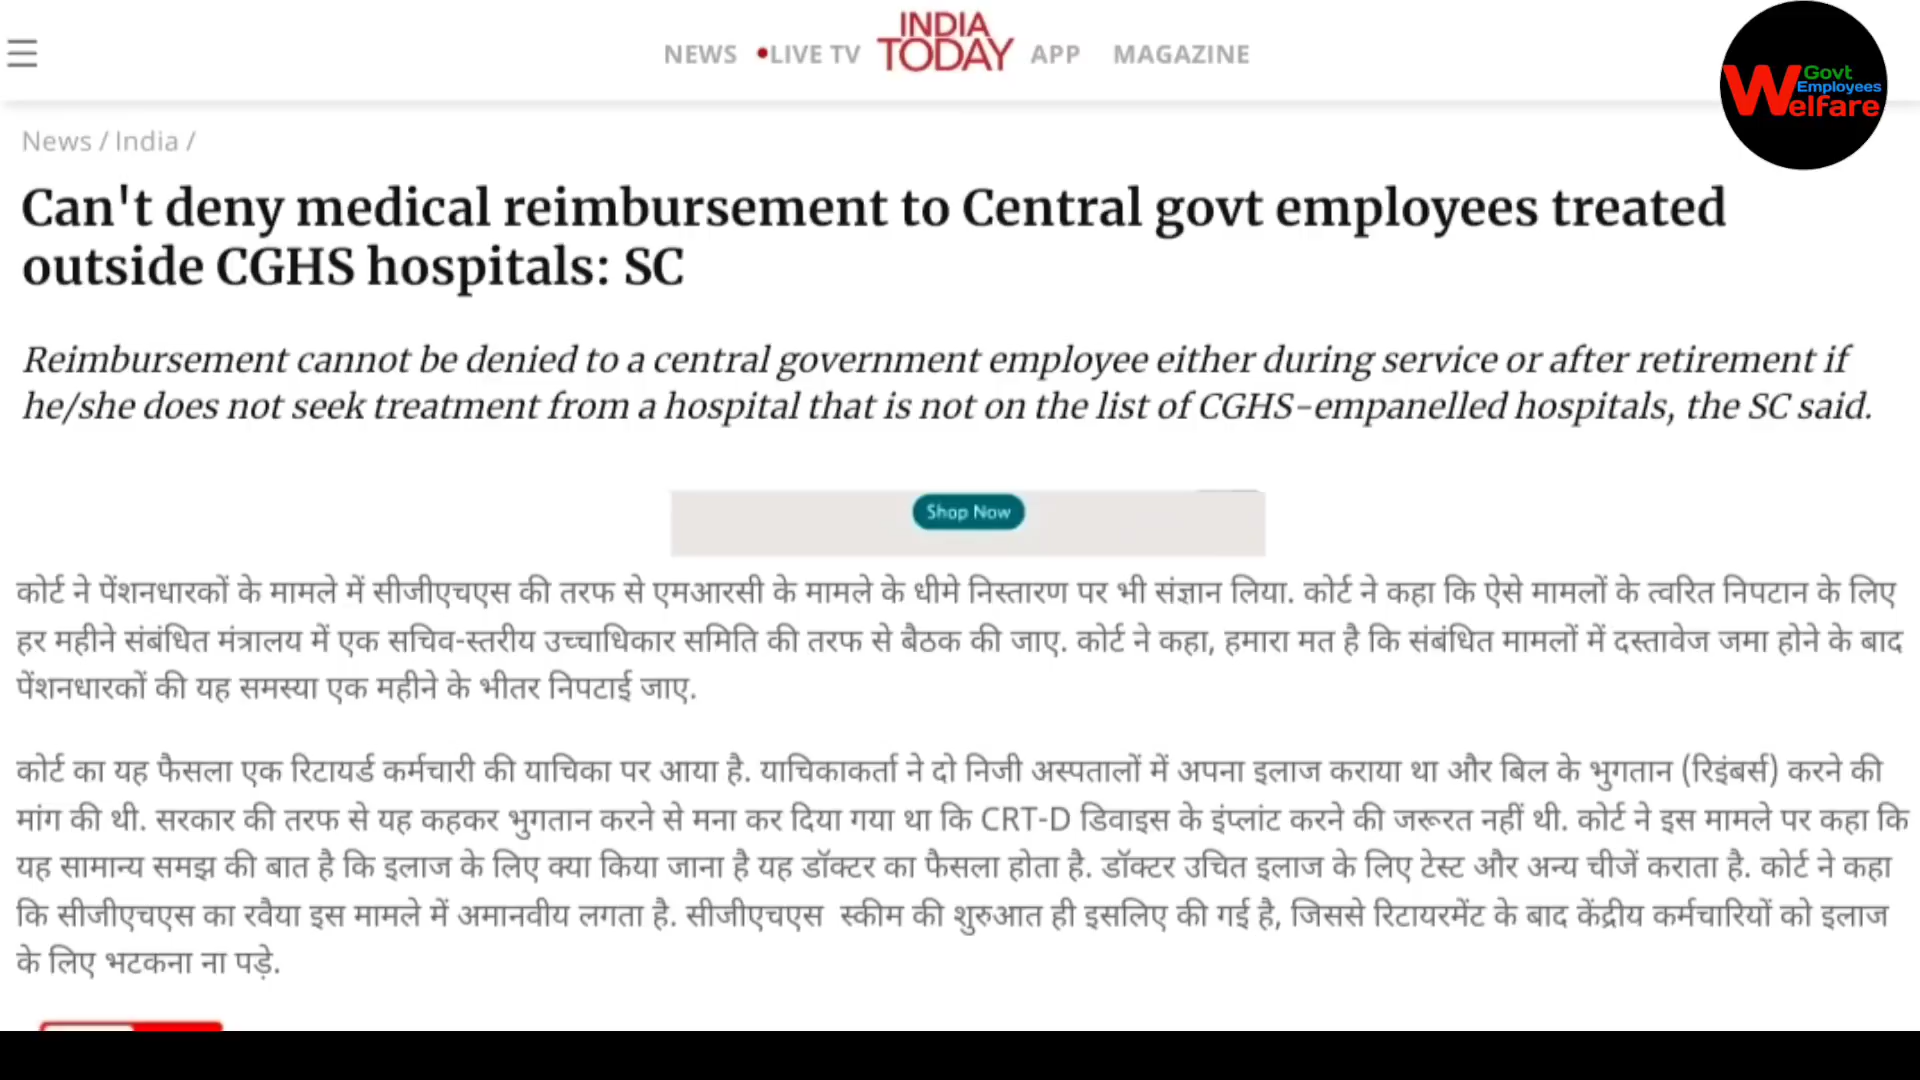 NEWS •LIVE TV INDIA TODAY APP MAGAZINE
Govt
Employees
Welfare
News / India /
Can't deny medical reimbursement to Central govt employees treated
outside CGHS hospitals: SC
Reimbursement cannot be denied to a central government employee either during service or after retirement if
he/she does not seek treatment from a hospital that is not on the list of CGHS-empanelled hospitals, the SC said.
Shop Now
कोर्ट ने पेंशनधारकों के मामले में सीजीएचएस की तरफ से एमआरसी के मामले के धीमे निस्तारण पर भी संज्ञान लिया. कोर्ट ने कहा कि ऐसे मामलों के त्वरित निपटान के लिए
हर महीने संबंधित मंत्रालय में एक सचिव-स्तरीय उच्चाधिकार समिति की तरफ से बैठक की जाए. कोर्ट ने कहा, हमारा मत है कि संबंधित मामलों में दस्तावेज जमा होने के बाद
पेंशनधारकों की यह समस्या एक महीने के भीतर निपटाई जाए.
कोर्ट का यह फैसला एक रिटायर्ड कर्मचारी की याचिका पर आया है. याचिकाकर्ता ने दो निजी अस्पतालों में अपना इलाज कराया था और बिल के भुगतान (रिइंबर्स) करने की
मांग की थी. सरकार की तरफ से यह कहकर भुगतान करने से मना कर दिया गया था कि CRT-D डिवाइस के इंप्लांट करने की जरूरत नहीं थी. कोर्ट ने इस मामले पर कहा कि
यह सामान्य समझ की बात है कि इलाज के लिए क्या किया जाना है यह डॉक्टर का फैसला होता है. डॉक्टर उचित इलाज के लिए टेस्ट और अन्य चीजें कराता है. कोर्ट ने कहा
कि सीजीएचएस का रवैया इस मामले में अमानवीय लगता है. सीजीएचएस स्कीम की शुरुआत ही इसलिए की गई है, जिससे रिटायरमेंट के बाद केंद्रीय कर्मचारियों को इलाज
के लिए भटकना ना पड़े.